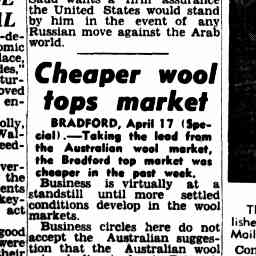 Saud wants a firm assurance
the United States would stand
by him in the event of any
Russian move against the Arab
world.
Cheaper wool
tops market
BRADFORD, April 17 (Spe-
cial).—Taking the lead from
the Australian wool market,
the Bradford top market was
cheaper in the past week.
Business is virtually at a
standstill until more settled
conditions develop in the wool
markets.
Business circles here do not
accept the Australian sugges-
tion that the Australian wool